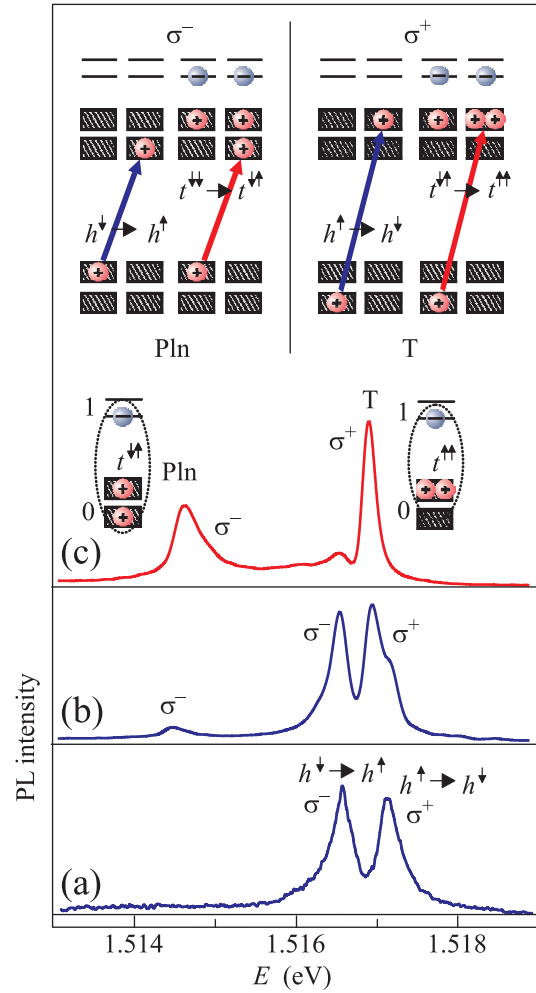 σ⁻ σ⁺
t↓↓ → t↓↑ t↓↑ → t↑↑
h↓ → h↑ h↑ → h↓
Pln T
1 T 1
t↓↑ Pln σ⁺ t↑↑
0 σ⁻ 0
(c)
σ⁻ σ⁺
σ⁻
(b)
h↓ → h↑ h↑ → h↓
σ⁻ σ⁺
(a)
PL intensity
1.514 1.516 1.518
E (eV)